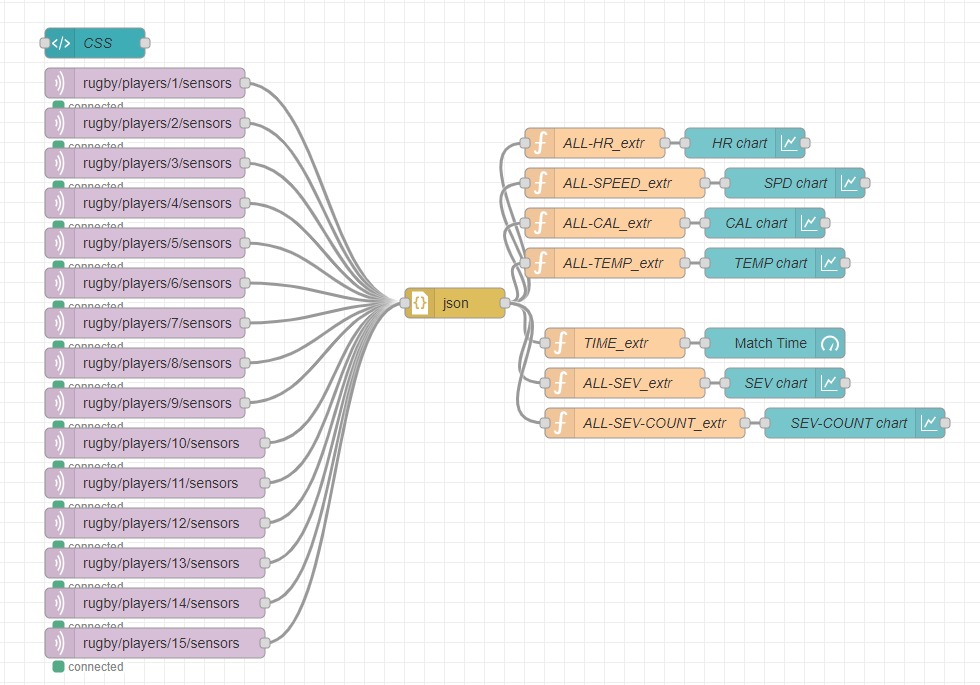 </> CSS
rugby/players/1/sensors
connected
rugby/players/2/sensors
connected
rugby/players/3/sensors
connected
rugby/players/4/sensors
connected
rugby/players/5/sensors
connected
rugby/players/6/sensors
connected
rugby/players/7/sensors
connected
rugby/players/8/sensors
connected
rugby/players/9/sensors
connected
rugby/players/10/sensors
connected
rugby/players/11/sensors
connected
rugby/players/12/sensors
connected
rugby/players/13/sensors
connected
rugby/players/14/sensors
connected
rugby/players/15/sensors
connected
{} json
f ALL-HR_extr
HR chart
f ALL-SPEED_extr
SPD chart
f ALL-CAL_extr
CAL chart
f ALL-TEMP_extr
TEMP chart
f TIME_extr
Match Time
f ALL-SEV_extr
SEV chart
f ALL-SEV-COUNT_extr
SEV-COUNT chart